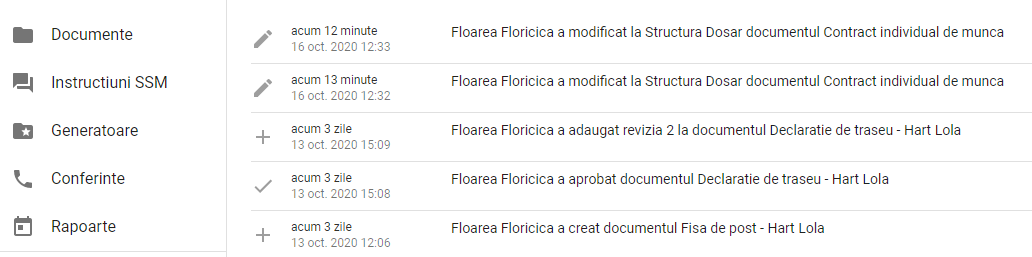 Documente
Instructiuni SSM
Generatoare
Conferinte
Rapoarte
acum 12 minute
16 oct. 2020 12:33
Floarea Floricica a modificat la Structura Dosar documentul Contract individual de munca
acum 13 minute
16 oct. 2020 12:32
Floarea Floricica a modificat la Structura Dosar documentul Contract individual de munca
acum 3 zile
13 oct. 2020 15:09
Floarea Floricica a adaugat revizia 2 la documentul Declaratie de traseu - Hart Lola
acum 3 zile
13 oct. 2020 15:08
Floarea Floricica a aprobat documentul Declaratie de traseu - Hart Lola
acum 3 zile
13 oct. 2020 12:06
Floarea Floricica a creat documentul Fisa de post - Hart Lola